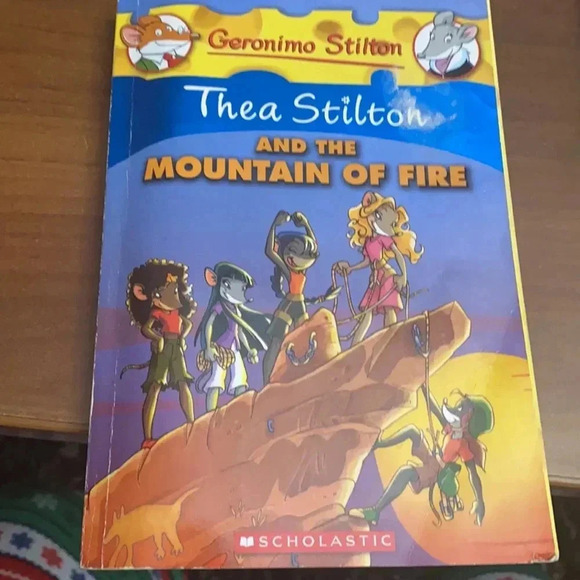 Geronimo Stilton
Thea Stilton
AND THE
MOUNTAIN OF FIRE
SCHOLASTIC